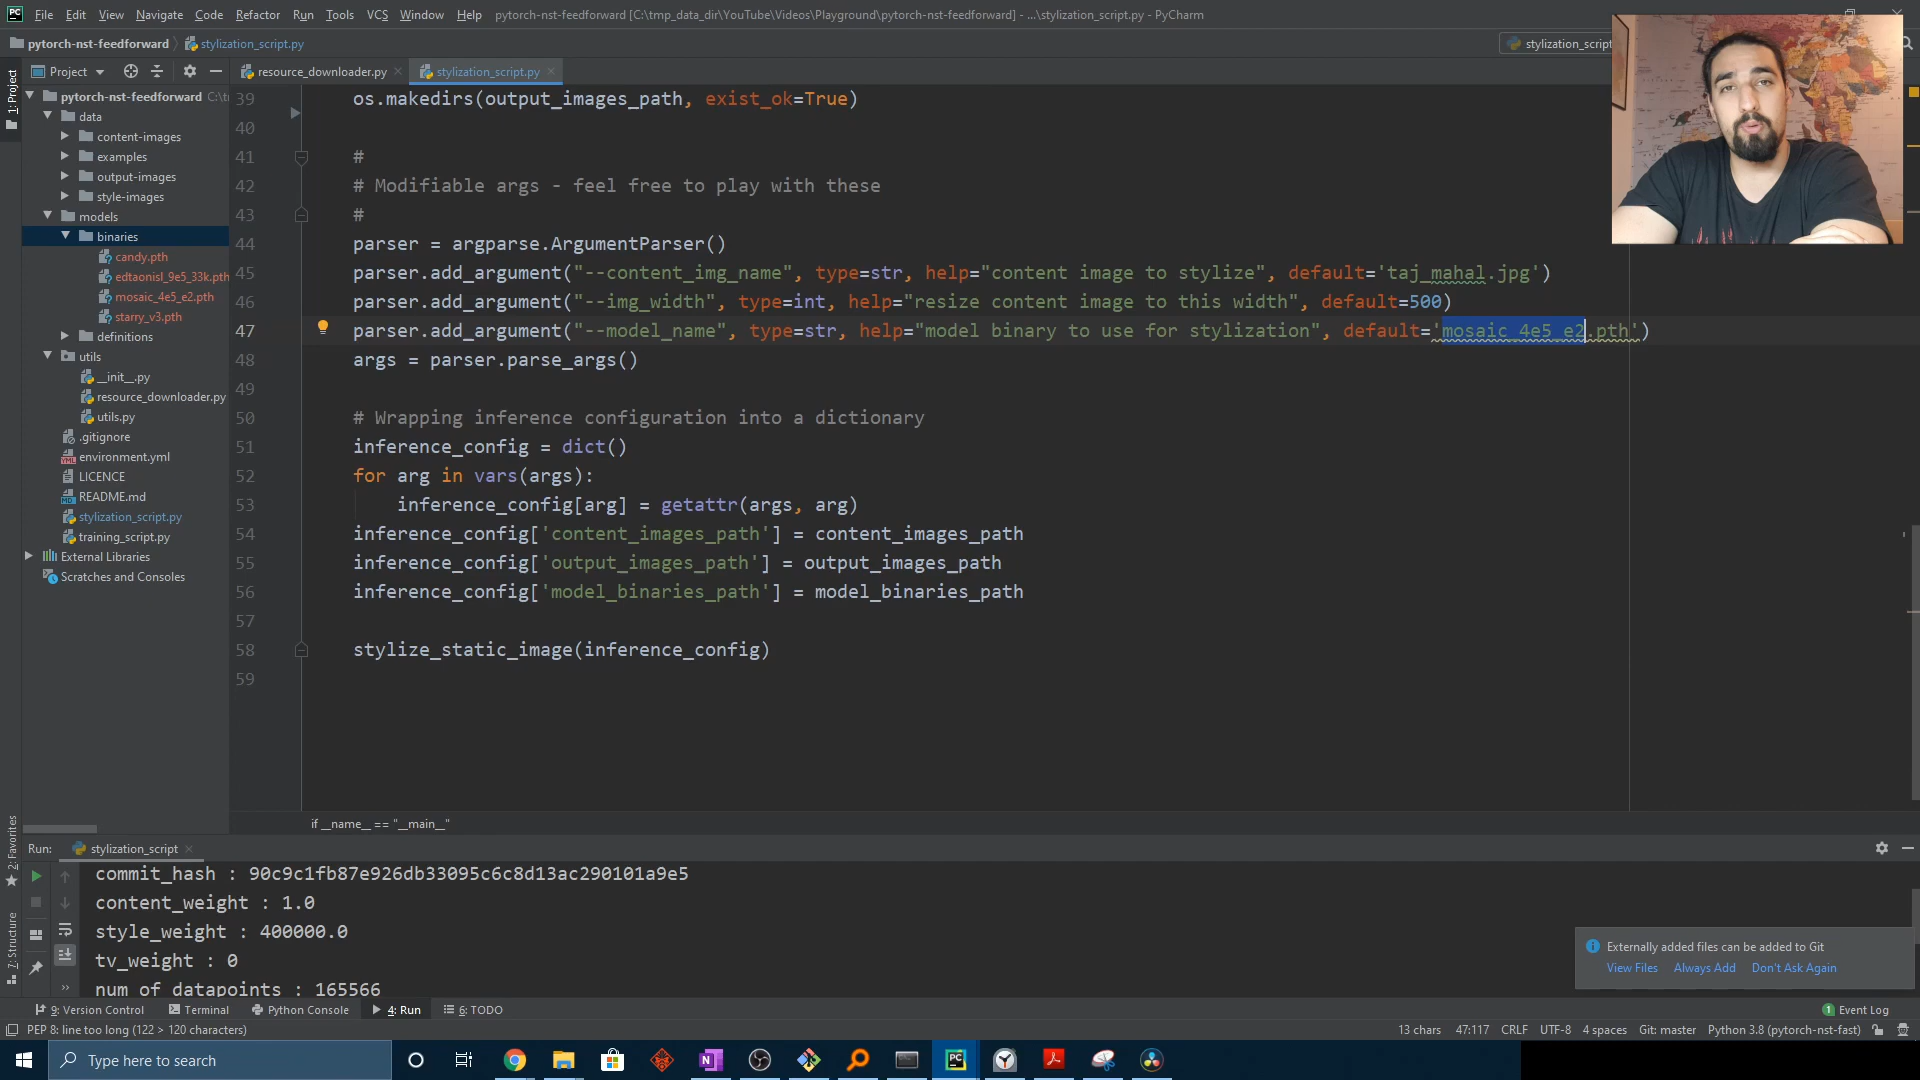 File Edit View Navigate Code Refactor Run Tools VCS Window Help pytorch-nst-feedforward [C:\tmp_data_dir\YouTube\Videos\Playground\pytorch-nst-feedforward] - ...\stylization_script.py - PyCharm
pytorch-nst-feedforward stylization_script.py
stylization_script
1: Project
Project
pytorch-nst-feedforward
data
content-images
examples
output-images
style-images
models
binaries
candy.pth
edtaonisl_9e5_33k.pth
mosaic_4e5_e2.pth
starry_v3.pth
definitions
utils
__init__.py
resource_downloader.py
utils.py
.gitignore
environment.yml
LICENCE
README.md
stylization_script.py
training_script.py
External Libraries
Scratches and Consoles
resource_downloader.py stylization_script.py
39 os.makedirs(output_images_path, exist_ok=True)
40
41 #
42 # Modifiable args - feel free to play with these
43 #
44 parser = argparse.ArgumentParser()
45 parser.add_argument("--content_img_name", type=str, help="content image to stylize", default='taj_mahal.jpg')
46 parser.add_argument("--img_width", type=int, help="resize content image to this width", default=500)
47 parser.add_argument("--model_name", type=str, help="model binary to use for stylization", default='mosaic_4e5_e2.pth')
48 args = parser.parse_args()
49
50 # Wrapping inference configuration into a dictionary
51 inference_config = dict()
52 for arg in vars(args):
53 inference_config[arg] = getattr(args, arg)
54 inference_config['content_images_path'] = content_images_path
55 inference_config['output_images_path'] = output_images_path
56 inference_config['model_binaries_path'] = model_binaries_path
57
58 stylize_static_image(inference_config)
59
if __name__ == "__main__"
2: Favorites
7: Structure
Run: stylization_script
commit_hash : 90c9c1fb87e926db33095c6c8d13ac290101a9e5
content_weight : 1.0
style_weight : 400000.0
tv_weight : 0
num_of_datapoints : 165566
Externally added files can be added to Git
View Files Always Add Don't Ask Again
9: Version Control Terminal Python Console 4: Run 6: TODO
1 Event Log
PEP 8: line too long (122 > 120 characters)
13 chars 47:117 CRLF UTF-8 4 spaces Git: master Python 3.8 (pytorch-nst-fast)
Type here to search